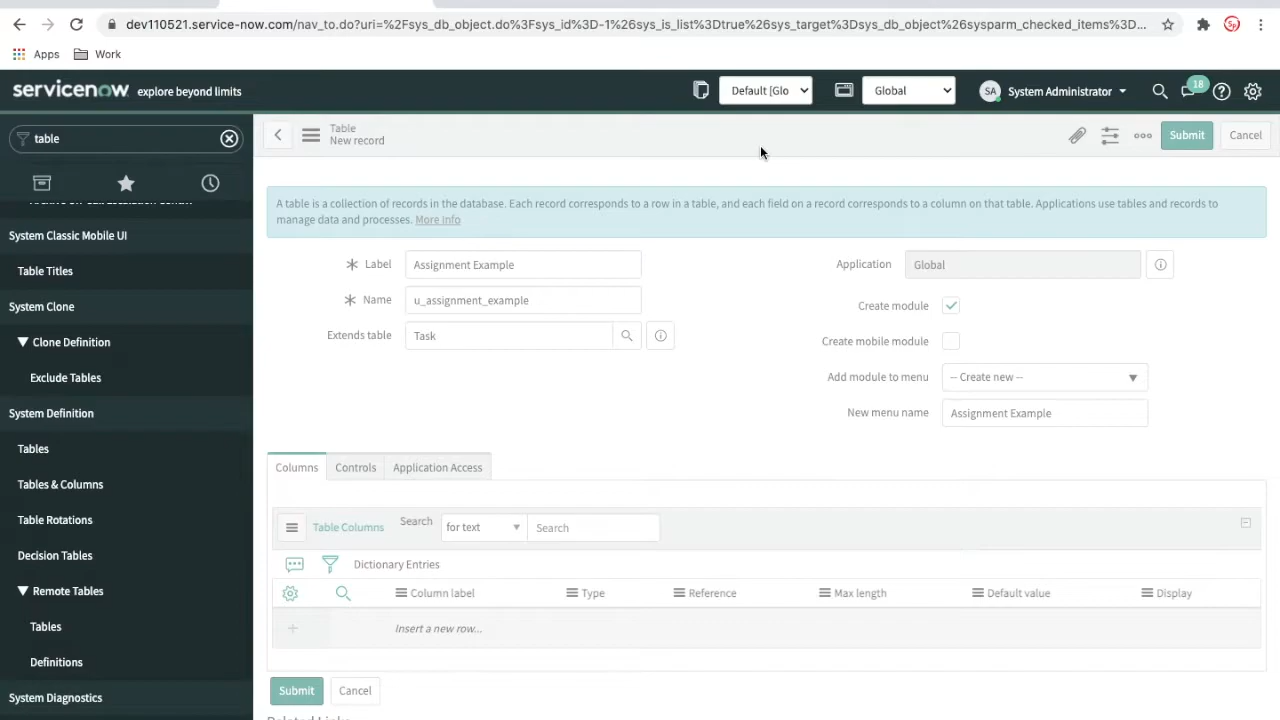 dev110521.service-now.com/nav_to.do?uri=%2Fsys_db_object.do%3Fsys_id%3D-1%26sys_is_list%3Dtrue%26sys_target%3Dsys_db_object%26sysparm_checked_items%3D...
Sp
Apps
Work
servicenow
explore beyond limits
Default [Glo
Global
SA
System Administrator
18
table
Table
New record
Submit
Cancel
System Classic Mobile UI
Table Titles
System Clone
Clone Definition
Exclude Tables
System Definition
Tables
Tables & Columns
Table Rotations
Decision Tables
Remote Tables
Tables
Definitions
System Diagnostics
A table is a collection of records in the database. Each record corresponds to a row in a table, and each field on a record corresponds to a column on that table. Applications use tables and records to
manage data and processes. More Info
Label
Assignment Example
Name
u_assignment_example
Extends table
Task
Application
Global
Create module
Create mobile module
Add module to menu
-- Create new --
New menu name
Assignment Example
Columns
Controls
Application Access
Table Columns
Search
for text
Search
Dictionary Entries
Column label
Type
Reference
Max length
Default value
Display
Insert a new row...
Submit
Cancel